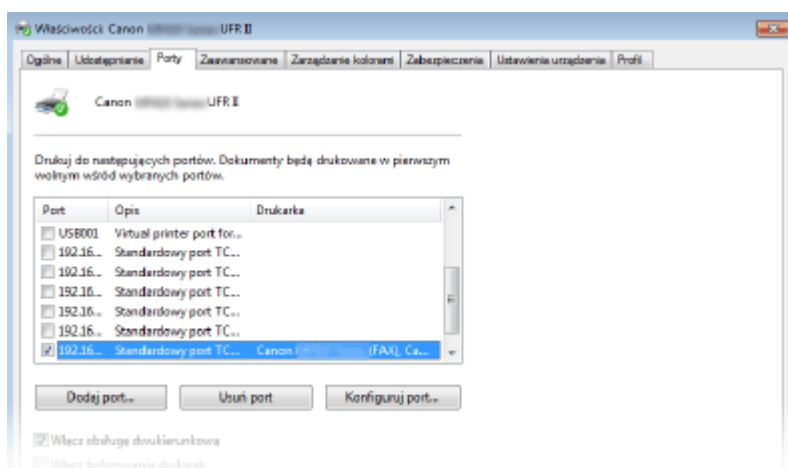 Właściwości: Canon UFR II
Ogólne Udostępnianie Porty Zaawansowane Zarządzanie kolorami Zabezpieczenia Ustawienia urządzenia Profil
Canon UFR II
Drukuj do następujących portów. Dokumenty będą drukowane w pierwszym
wolnym wśród wybranych portów.
Port Opis Drukarka
USB001 Virtual printer port for...
192.16... Standardowy port TC...
192.16... Standardowy port TC...
192.16... Standardowy port TC...
192.16... Standardowy port TC...
192.16... Standardowy port TC...
192.16... Standardowy port TC... Canon (FAX), Ca...
Dodaj port... Usuń port Konfiguruj port...
Włącz obsługę dwukierunkową
Włącz buforowanie drukarek